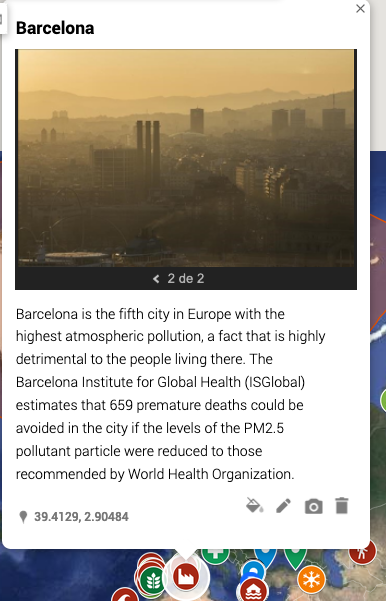 Barcelona
2 de 2
Barcelona is the fifth city in Europe with the
highest atmospheric pollution, a fact that is highly
detrimental to the people living there. The
Barcelona Institute for Global Health (ISGlobal)
estimates that 659 premature deaths could be
avoided in the city if the levels of the PM2.5
pollutant particle were reduced to those
recommended by World Health Organization.
39.4129, 2.90484